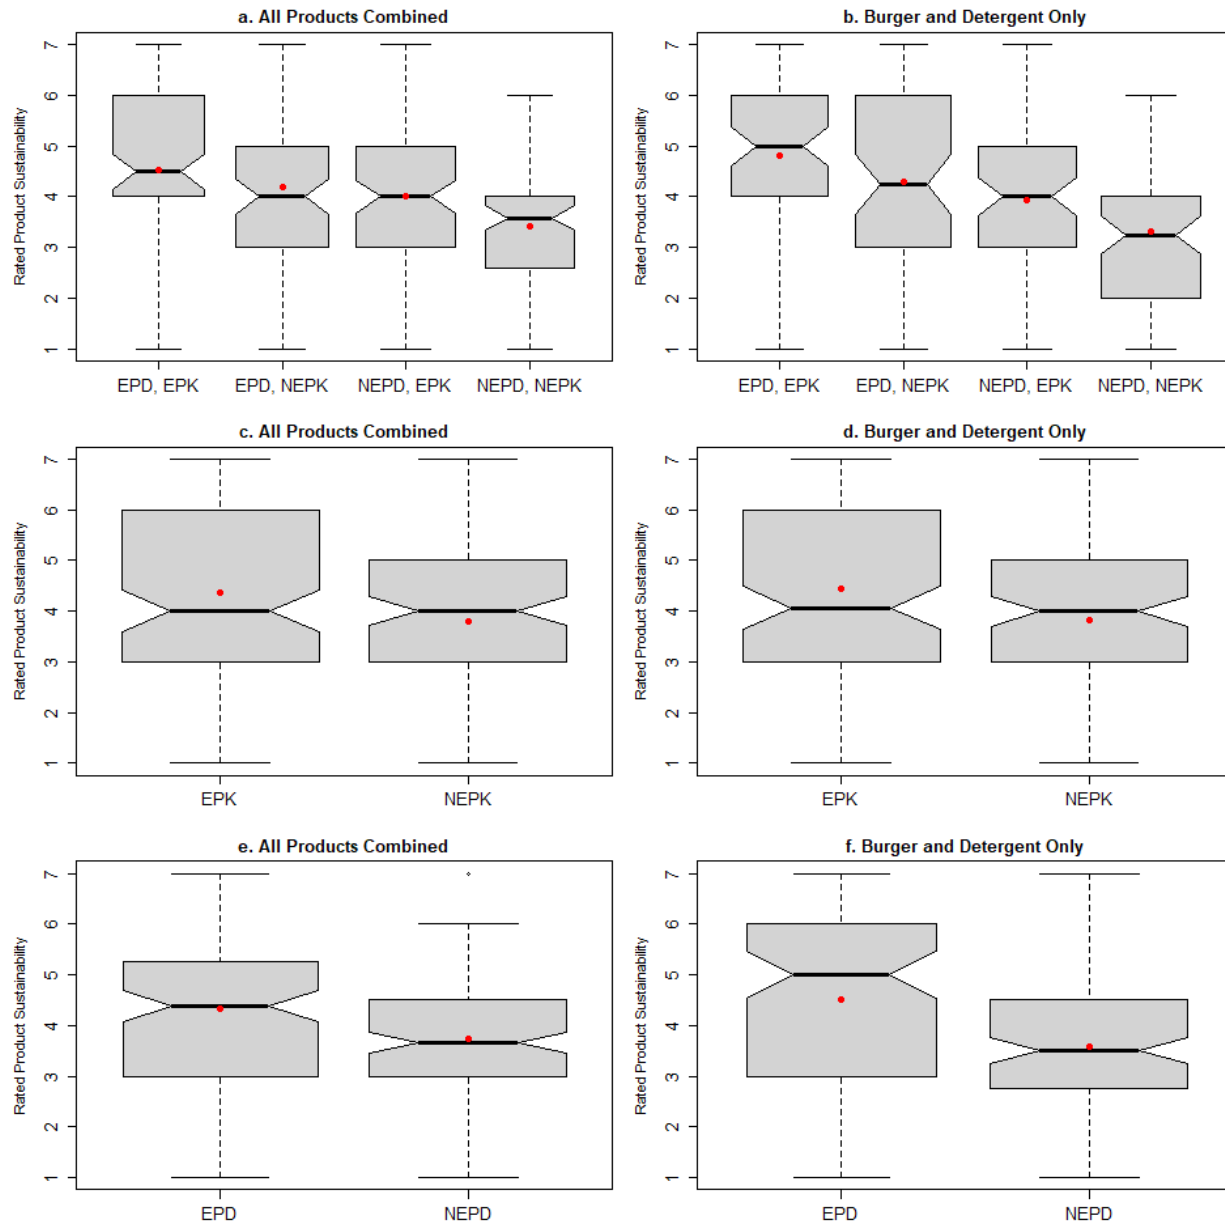 a. All Products Combined
Rated Product Sustainability
7
6
5
4
3
2
1
EPD, EPK
EPD, NEPK
NEPD, EPK
NEPD, NEPK
b. Burger and Detergent Only
Rated Product Sustainability
7
6
5
4
3
2
1
EPD, EPK
EPD, NEPK
NEPD, EPK
NEPD, NEPK
c. All Products Combined
Rated Product Sustainability
7
6
5
4
3
2
1
EPK
NEPK
d. Burger and Detergent Only
Rated Product Sustainability
7
6
5
4
3
2
1
EPK
NEPK
e. All Products Combined
Rated Product Sustainability
7
6
5
4
3
2
1
EPD
NEPD
f. Burger and Detergent Only
Rated Product Sustainability
7
6
5
4
3
2
1
EPD
NEPD